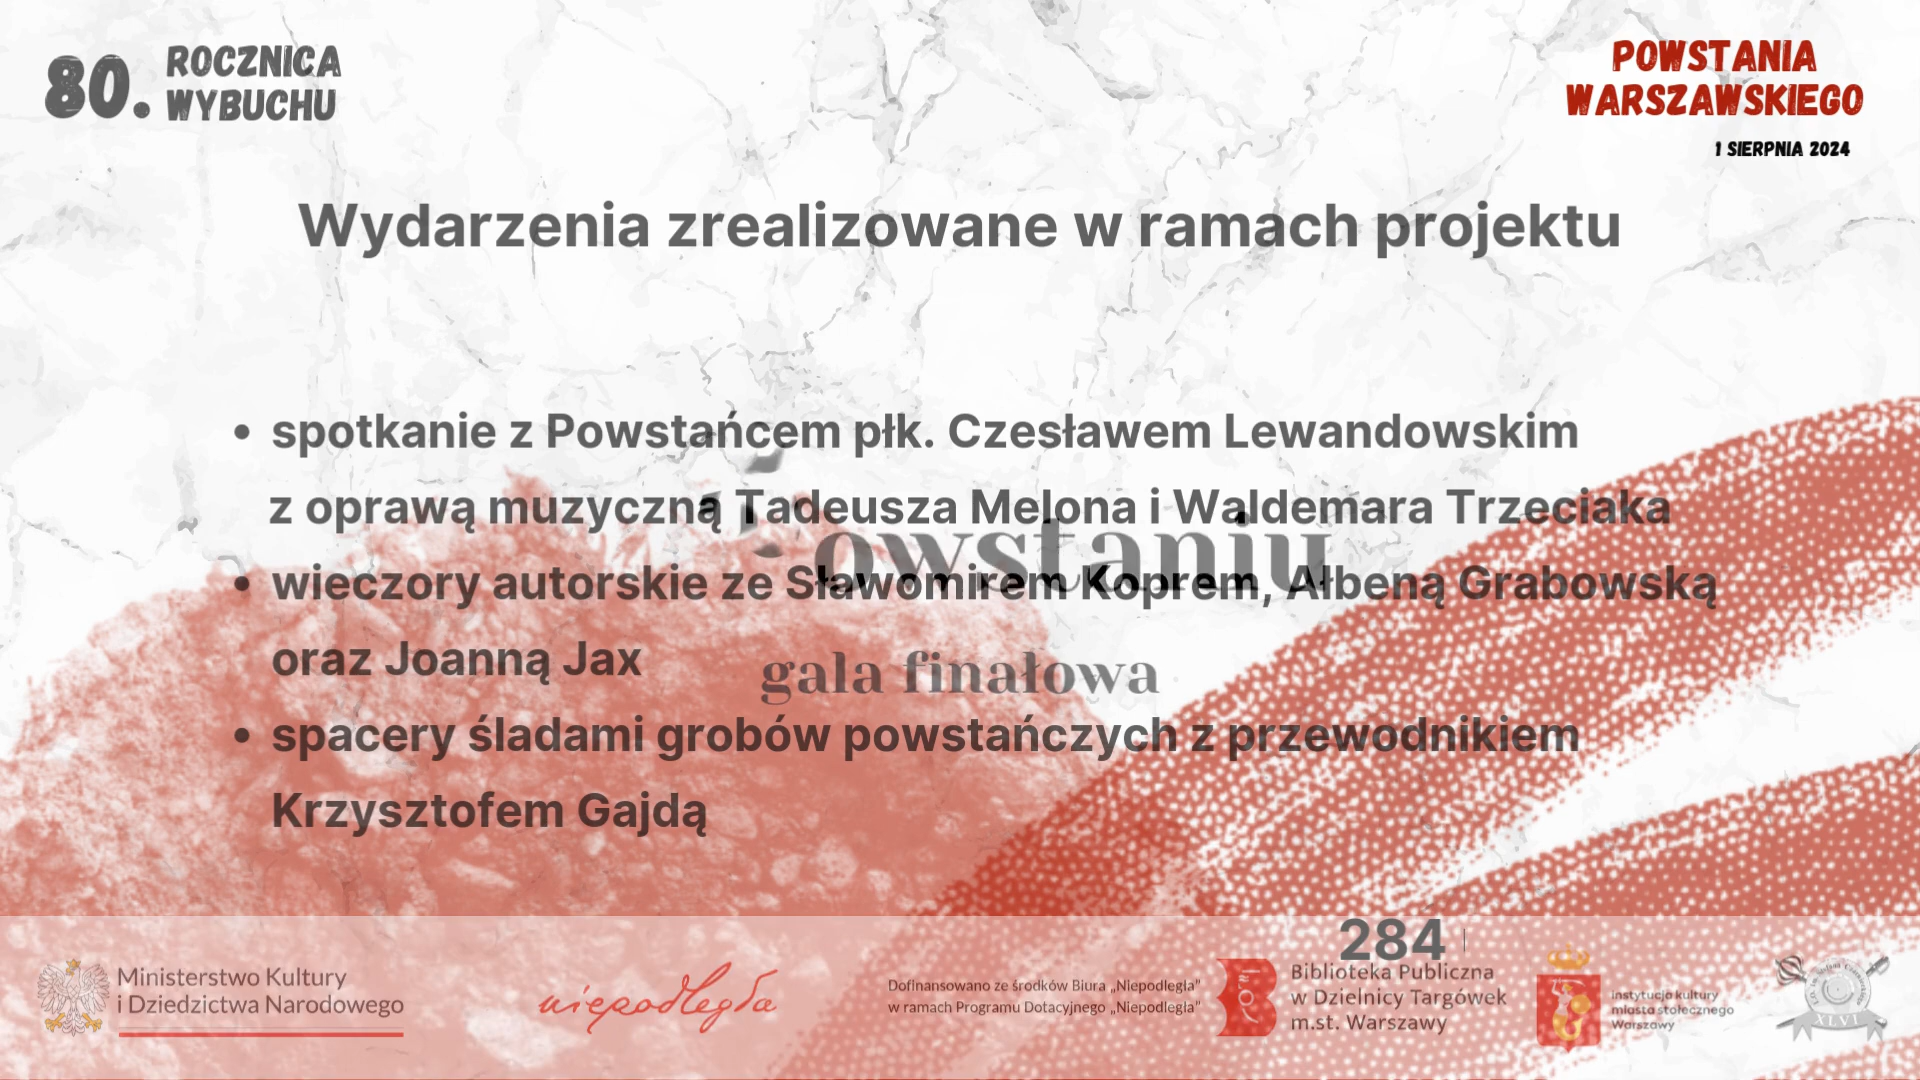 80. ROCZNICA
WYBUCHU
POWSTANIA
WARSZAWSKIEGO
1 SIERPNIA 2024
Wydarzenia zrealizowane w ramach projektu
• spotkanie z Powstańcem płk. Czesławem Lewandowskim
z oprawą muzyczną Tadeusza Melona i Waldemara Trzeciaka
owstaniu
• wieczory autorskie ze Sławomirem Koprem, Ałbeną Grabowską
oraz Joanną Jax
gala finałowa
• spacery śladami grobów powstańczych z przewodnikiem
Krzysztofem Gajdą
284
Ministerstwo Kultury
i Dziedzictwa Narodowego
niepodległa
Dofinansowano ze środków Biura „Niepodległa”
w ramach Programu Dotacyjnego „Niepodległa”
Biblioteka Publiczna
w Dzielnicy Targówek
m.st. Warszawy
instytucja kultury
miasta stołecznego
Warszawy
XLVI